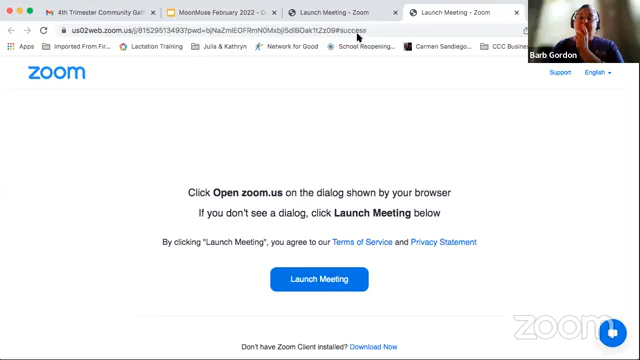 4th Trimester Community Gat
MoonMuse February 2022 - G
Launch Meeting - Zoom
Launch Meeting - Zoom
Apps
Imported From Fir
Lactation Training
Julia & Kathryn
Network for Good
School Reopening...
Carmen Sandiego...
CCC Business
Barb Gordon
zoom
Support
English
Click Open zoom.us on the dialog shown by your browser
If you don't see a dialog, click Launch Meeting below
By clicking "Launch Meeting", you agree to our Terms of Service and Privacy Statement
Launch Meeting
zoom
Don't have Zoom Client installed? Download Now